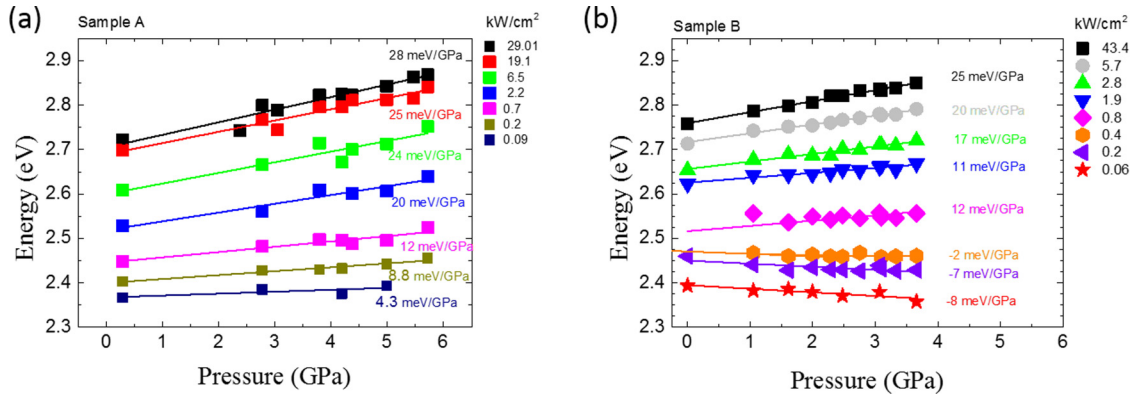 (a)
Sample A
kW/cm²
28 meV/GPa
25 meV/GPa
24 meV/GPa
20 meV/GPa
12 meV/GPa
8.8 meV/GPa
4.3 meV/GPa
29.01
19.1
6.5
2.2
0.7
0.2
0.09
2.9
2.8
2.7
2.6
2.5
2.4
2.3
Energy (eV)
0 1 2 3 4 5 6
Pressure (GPa)
(b)
Sample B
kW/cm²
25 meV/GPa
20 meV/GPa
17 meV/GPa
11 meV/GPa
12 meV/GPa
-2 meV/GPa
-7 meV/GPa
-8 meV/GPa
43.4
5.7
2.8
1.9
0.8
0.4
0.2
0.06
2.9
2.8
2.7
2.6
2.5
2.4
2.3
Energy (eV)
0 1 2 3 4 5 6
Pressure (GPa)